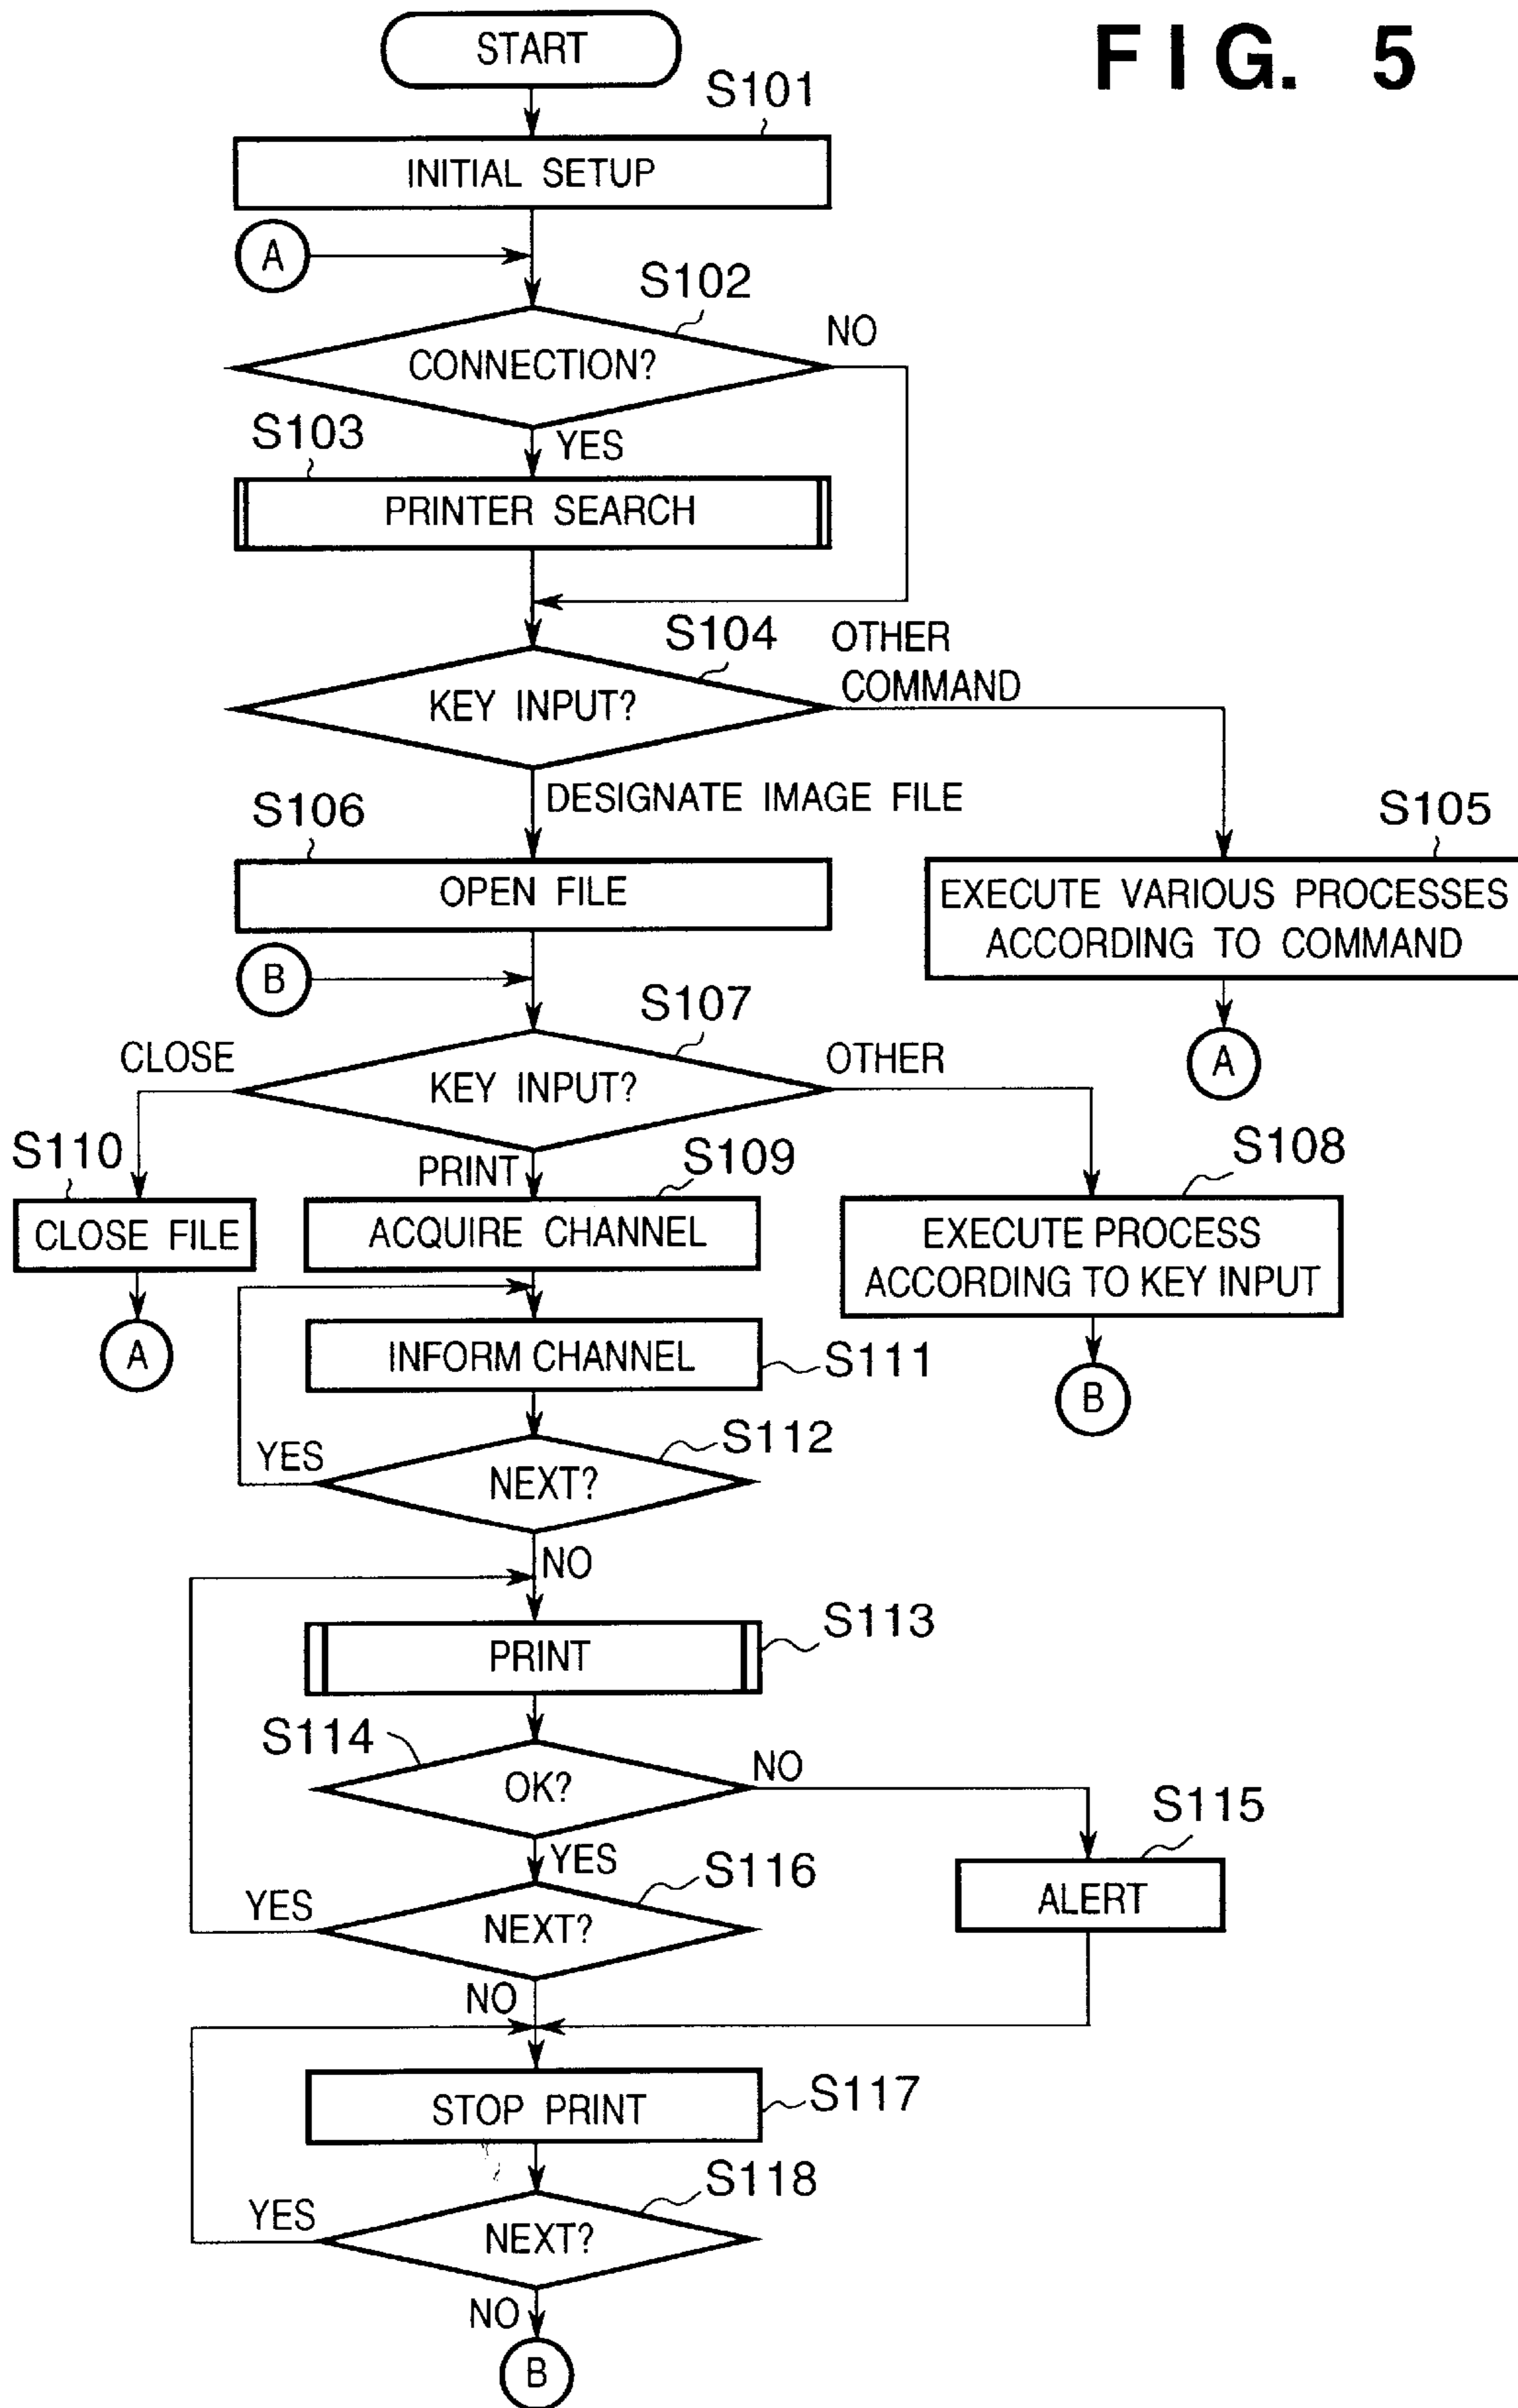 FIG. 5
START
S101
INITIAL SETUP
A
S102
NO
CONNECTION?
S103
YES
PRINTER SEARCH
S104
OTHER
COMMAND
KEY INPUT?
DESIGNATE IMAGE FILE
S106
S105
OPEN FILE
EXECUTE VARIOUS PROCESSES
ACCORDING TO COMMAND
B
S107
A
CLOSE
OTHER
KEY INPUT?
S110
PRINT
S109
S108
CLOSE FILE
ACQUIRE CHANNEL
EXECUTE PROCESS
ACCORDING TO KEY INPUT
A
INFORM CHANNEL
S111
B
S112
YES
NEXT?
NO
S113
PRINT
S114
NO
OK?
S115
YES
S116
ALERT
YES
NEXT?
NO
S117
STOP PRINT
S118
YES
NEXT?
NO
B